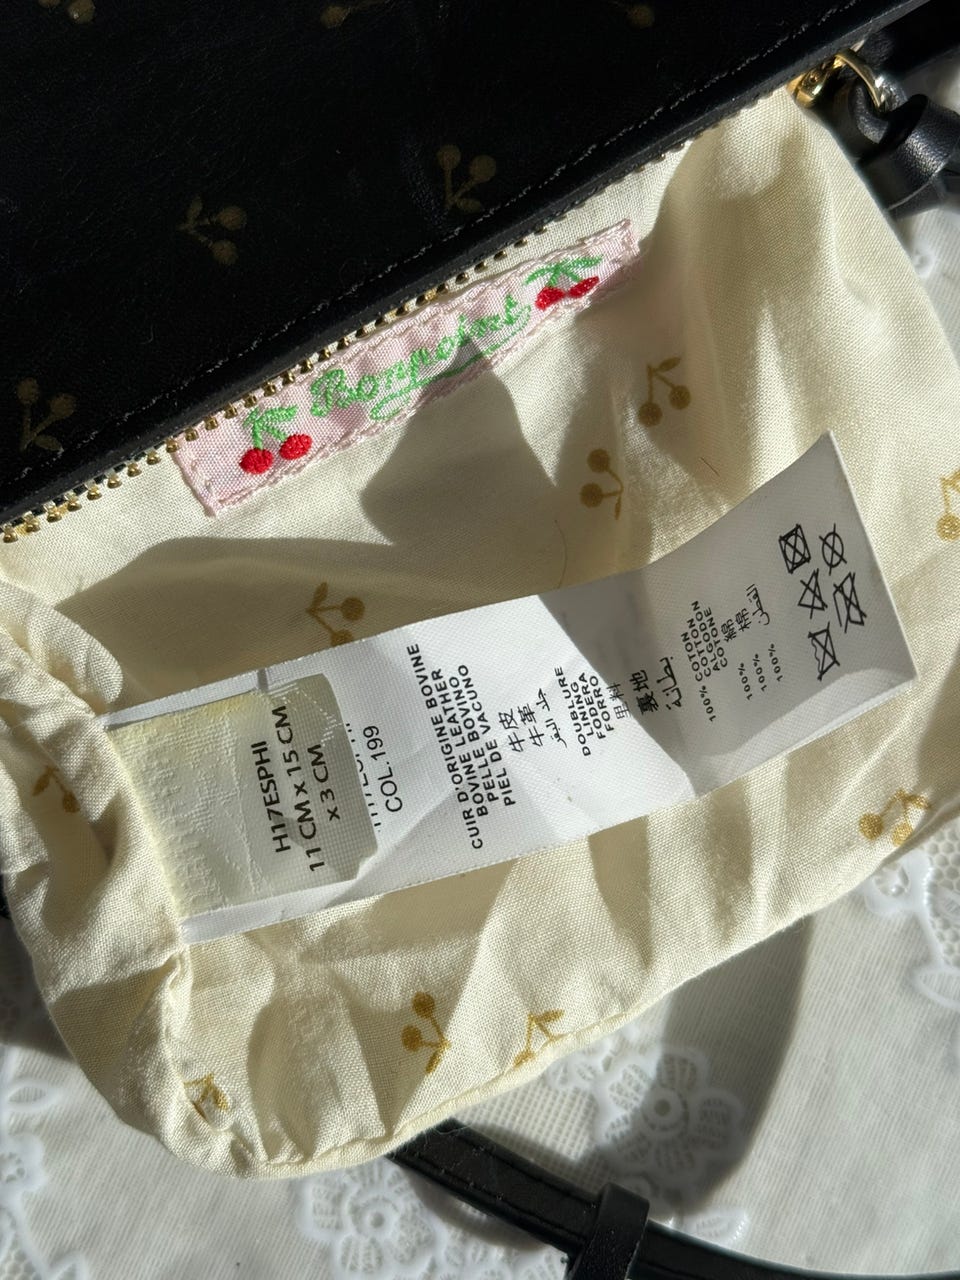 Bonpoint
H17ESPHI
11 CM x 15 CM
x 3 CM
COL.199
CUIR D'ORIGINE BOVINE
BOVINE LEATHER
PELLE BOVINO
PIEL DE VACUNO
牛皮
牛革
DOUBLURE
LINING
FODERA
FORRO
里料
裏地
100% COTON
COTTON
ALGODON
COTONE
100% 綿
100% 棉
100% القطن